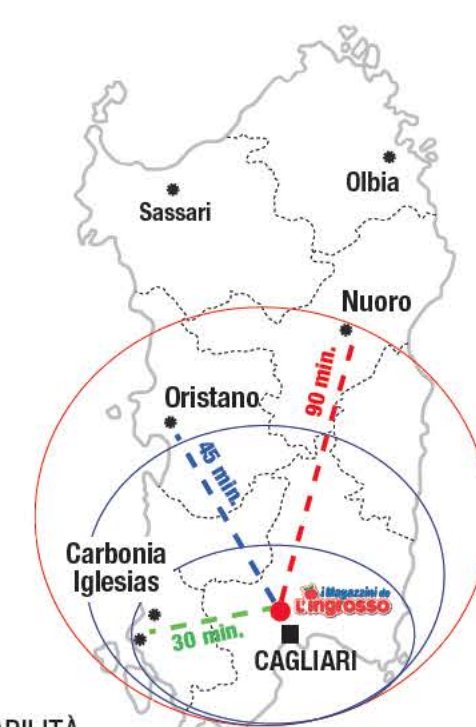 Olbia
Sassari
Nuoro
90 min.
Oristano
45 min.
Carbonia
Iglesias
i Magazzini de
L'ingrosso
30 min.
CAGLIARI